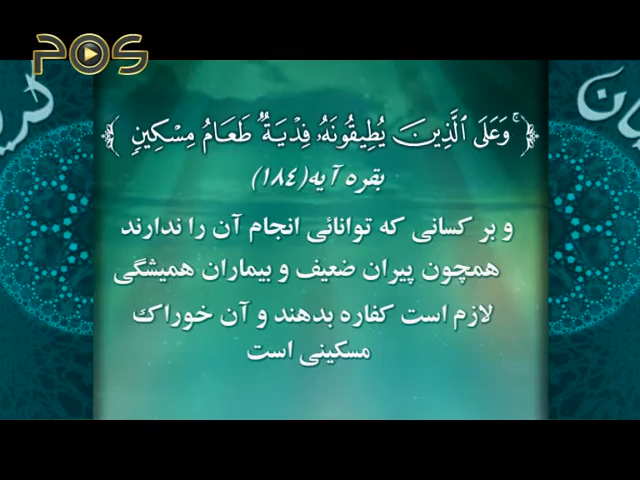 POS
﴿ وَعَلَى ٱلَّذِينَ يُطِيقُونَهُۥ فِدْيَةٌ طَعَامُ مِسْكِينٍ ﴾
بقره آیه(١٨٤)
و بر کسانی که توانائی انجام آن را ندارند
همچون پیران ضعیف و بیماران همیشگی
لازم است کفاره بدهند و آن خوراک
مسکینی است